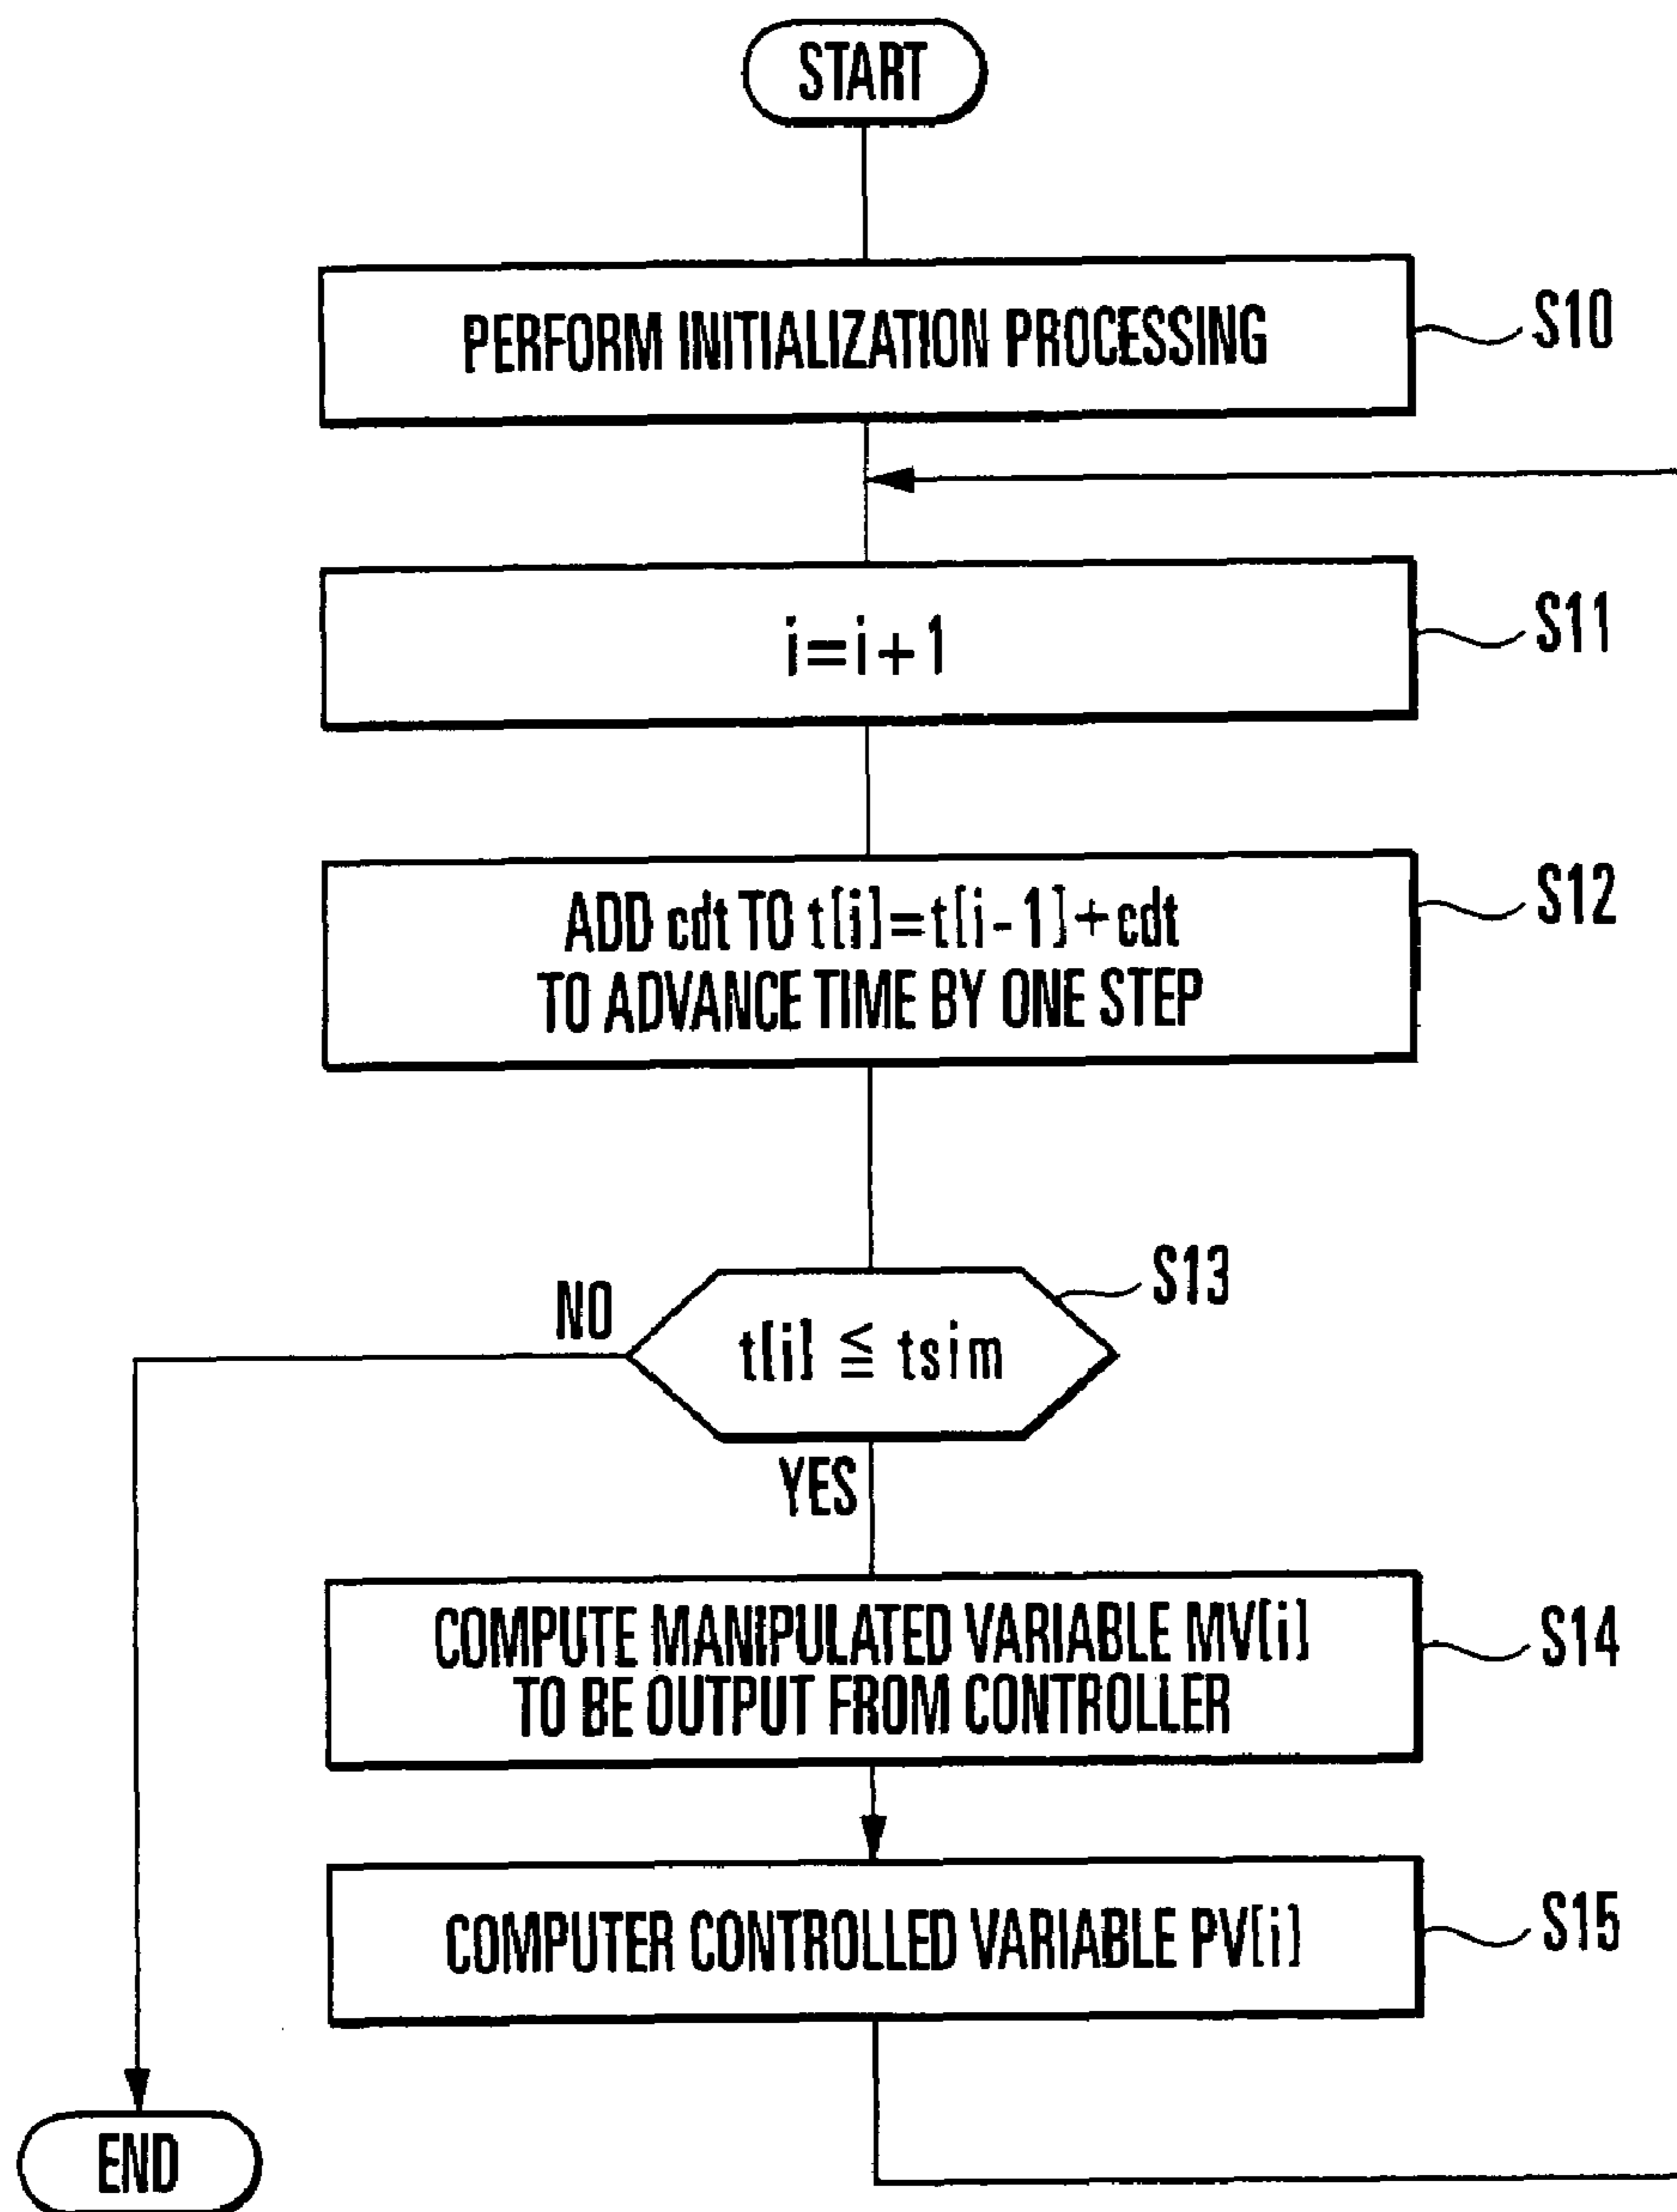 START
PERFORM INITIALIZATION PROCESSING
S10
i=i+1
S11
ADD cdt TO t[i]=t[i-1]+cdt
TO ADVANCE TIME BY ONE STEP
S12
S13
NO
t[i] ≦ tsim
YES
COMPUTE MANIPULATED VARIABLE MV[i]
TO BE OUTPUT FROM CONTROLLER
S14
COMPUTER CONTROLLED VARIABLE PV[i]
S15
END